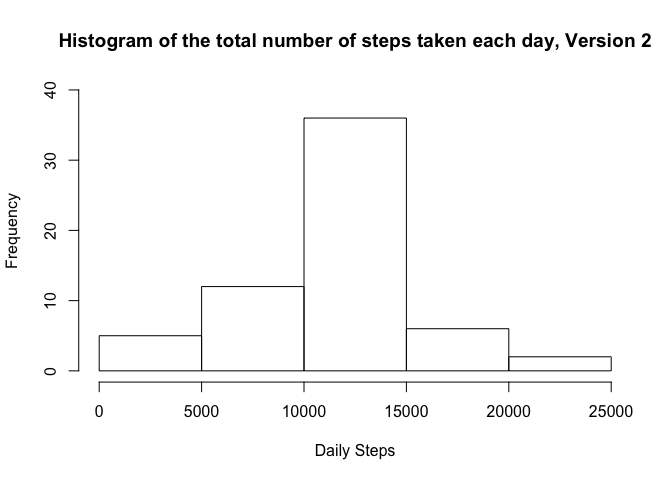 Histogram of the total number of steps taken each day, Version 2
40
30
20
10
0
Frequency
0 5000 10000 15000 20000 25000
Daily Steps